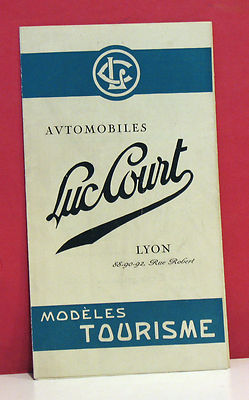 AVTOMOBILES
Luc Court
LYON
88-90-92, Rue Robert
MODÈLES
TOURISME